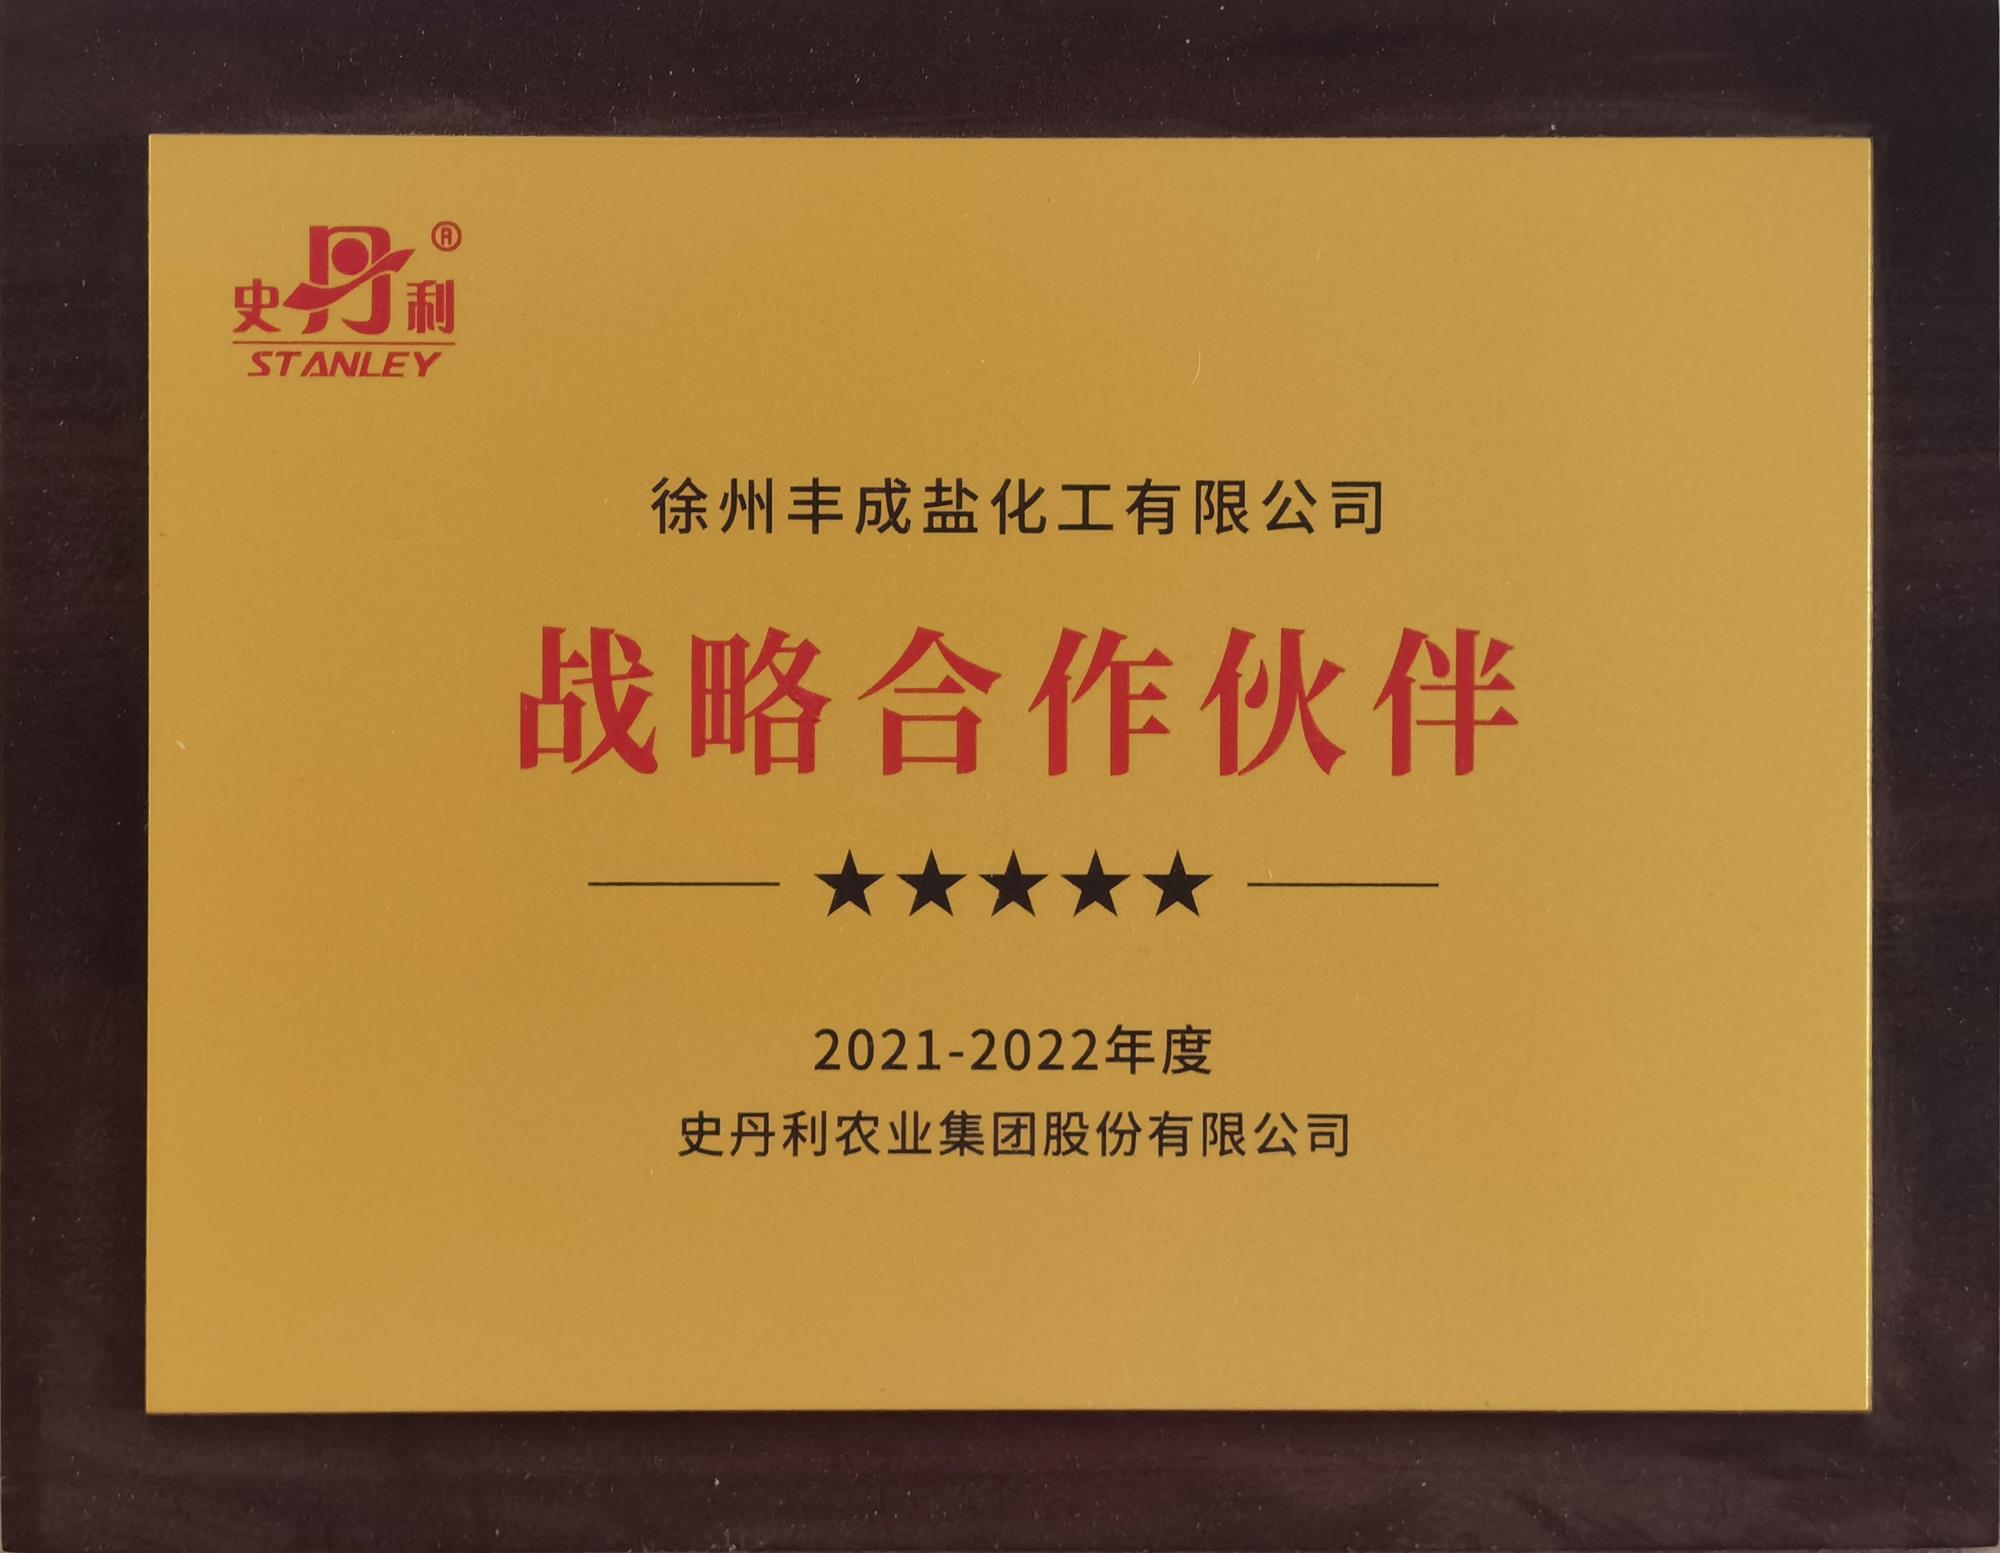 史丹利®
STANLEY
徐州丰成盐化工有限公司
战略合作伙伴
★★★★★
2021-2022年度
史丹利农业集团股份有限公司